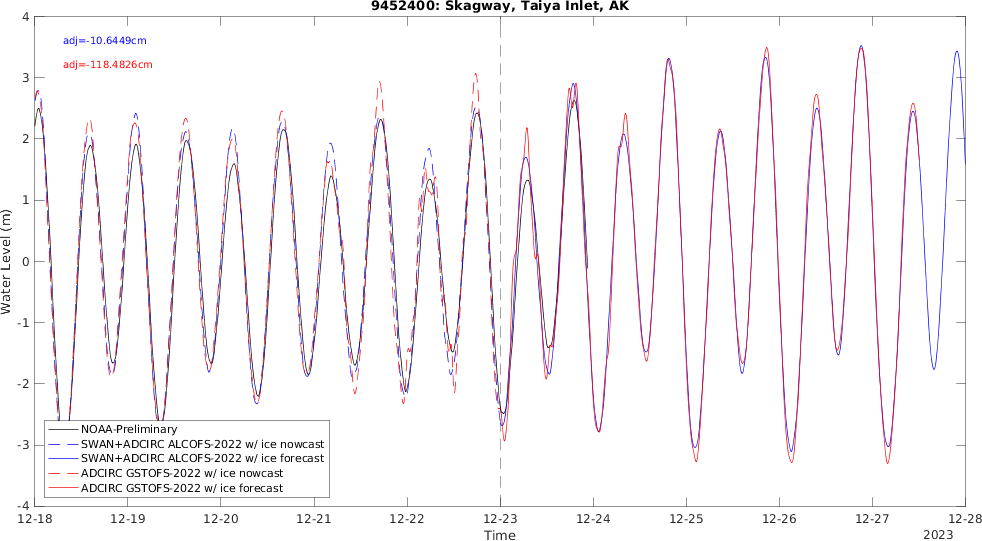 9452400: Skagway, Taiya Inlet, AK
adj=-10.6449cm
adj=-118.4826cm
Water Level (m)
4
3
2
1
0
-1
-2
-3
-4
NOAA-Preliminary
SWAN+ADCIRC ALCOFS-2022 w/ ice nowcast
SWAN+ADCIRC ALCOFS-2022 w/ ice forecast
ADCIRC GSTOFS-2022 w/ ice nowcast
ADCIRC GSTOFS-2022 w/ ice forecast
12-18 12-19 12-20 12-21 12-22 12-23 12-24 12-25 12-26 12-27 12-28
Time
2023